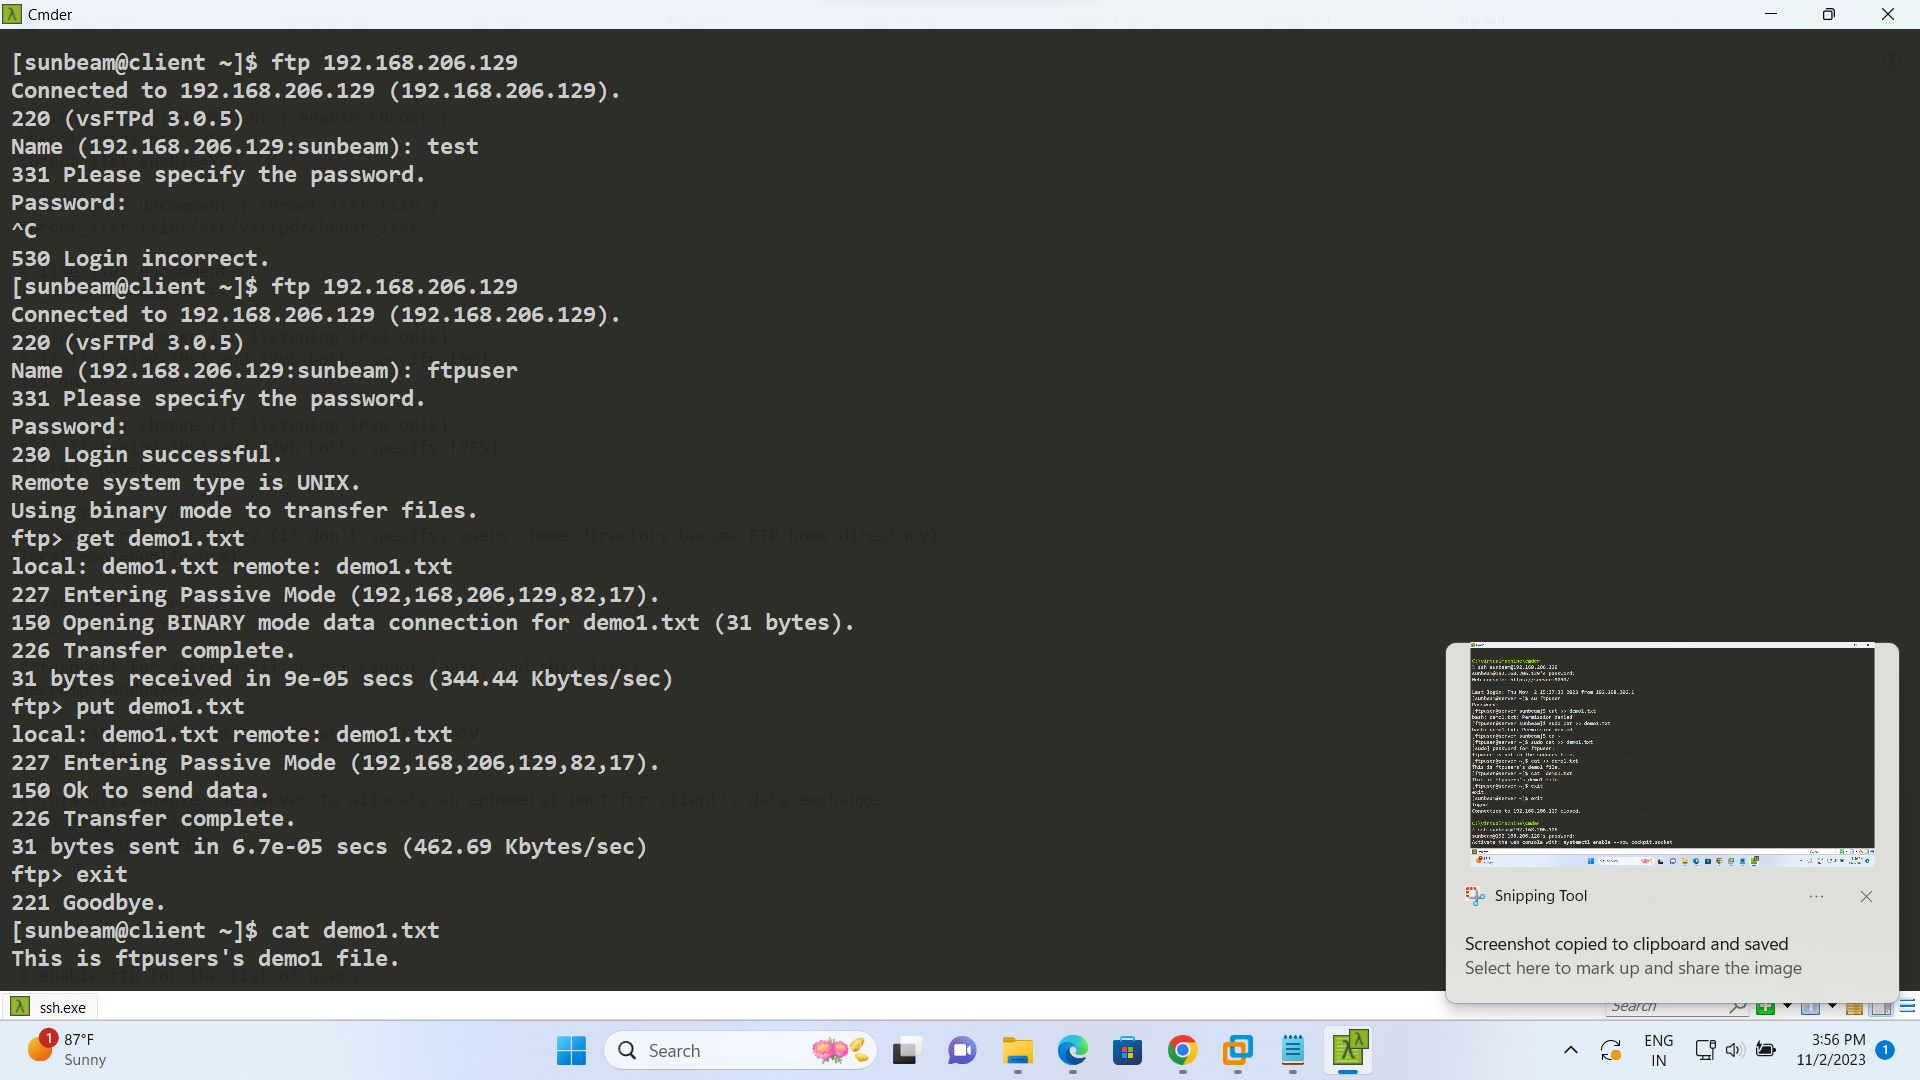 Cmder
[sunbeam@client ~]$ ftp 192.168.206.129
Connected to 192.168.206.129 (192.168.206.129).
220 (vsFTPd 3.0.5)
Name (192.168.206.129:sunbeam): test
331 Please specify the password.
Password:
^C
530 Login incorrect.
[sunbeam@client ~]$ ftp 192.168.206.129
Connected to 192.168.206.129 (192.168.206.129).
220 (vsFTPd 3.0.5)
Name (192.168.206.129:sunbeam): ftpuser
331 Please specify the password.
Password:
230 Login successful.
Remote system type is UNIX.
Using binary mode to transfer files.
ftp> get demo1.txt
local: demo1.txt remote: demo1.txt
227 Entering Passive Mode (192,168,206,129,82,17).
150 Opening BINARY mode data connection for demo1.txt (31 bytes).
226 Transfer complete.
31 bytes received in 9e-05 secs (344.44 Kbytes/sec)
ftp> put demo1.txt
local: demo1.txt remote: demo1.txt
227 Entering Passive Mode (192,168,206,129,82,17).
150 Ok to send data.
226 Transfer complete.
31 bytes sent in 6.7e-05 secs (462.69 Kbytes/sec)
ftp> exit
221 Goodbye.
[sunbeam@client ~]$ cat demo1.txt
This is ftpusers's demo1 file.
Snipping Tool
Screenshot copied to clipboard and saved
Select here to mark up and share the image
ssh.exe
Search
1
87°F
Sunny
Search
ENG
IN
3:56 PM
11/2/2023
1